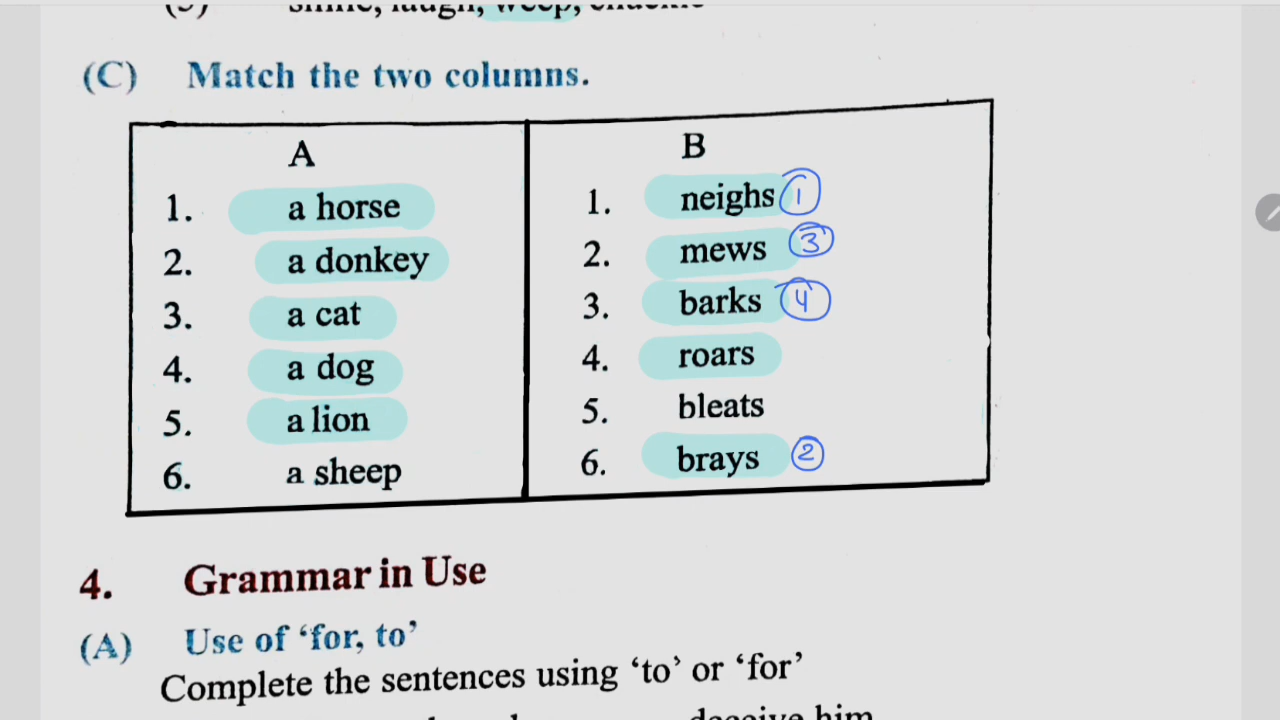 (C) Match the two columns.
A
1. a horse
2. a donkey
3. a cat
4. a dog
5. a lion
6. a sheep
B
1. neighs 1
2. mews 3
3. barks 4
4. roars
5. bleats
6. brays 2
4. Grammar in Use
(A) Use of ‘for, to’
Complete the sentences using ‘to’ or ‘for’
deceive him